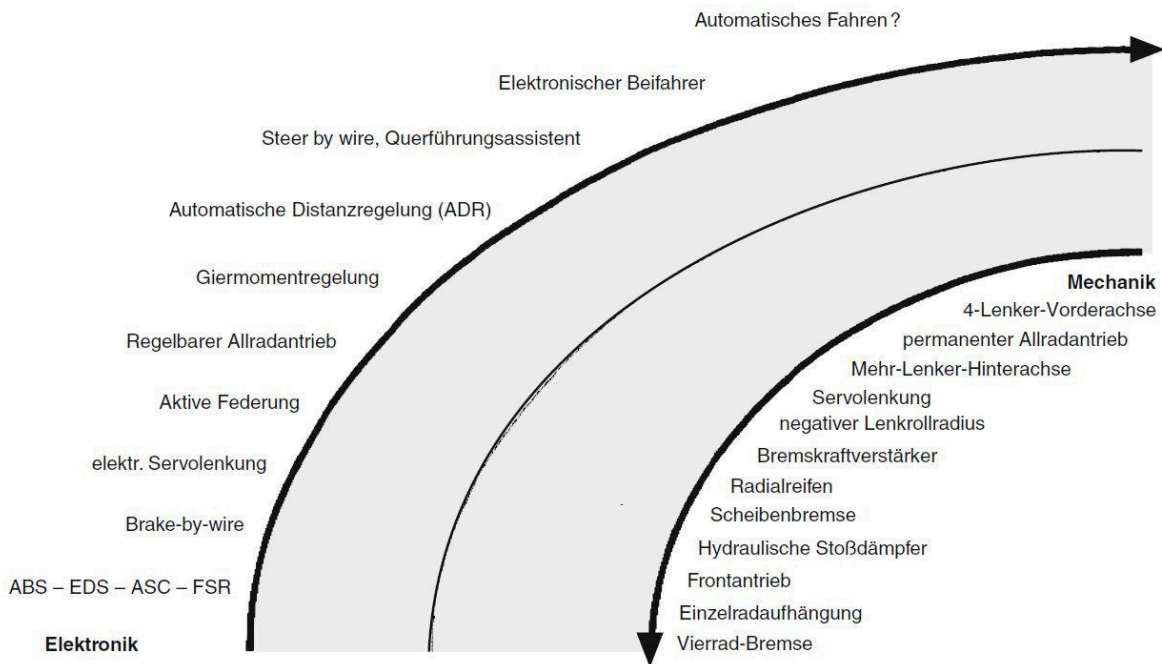 Automatisches Fahren ?
Elektronischer Beifahrer
Steer by wire, Querführungsassistent
Automatische Distanzregelung (ADR)
Giermomentregelung
Regelbarer Allradantrieb
Aktive Federung
elektr. Servolenkung
Brake-by-wire
ABS – EDS – ASC – FSR
Elektronik
Mechanik
4-Lenker-Vorderachse
permanenter Allradantrieb
Mehr-Lenker-Hinterachse
Servolenkung
negativer Lenkrollradius
Bremskraftverstärker
Radialreifen
Scheibenbremse
Hydraulische Stoßdämpfer
Frontantrieb
Einzelradaufhängung
Vierrad-Bremse